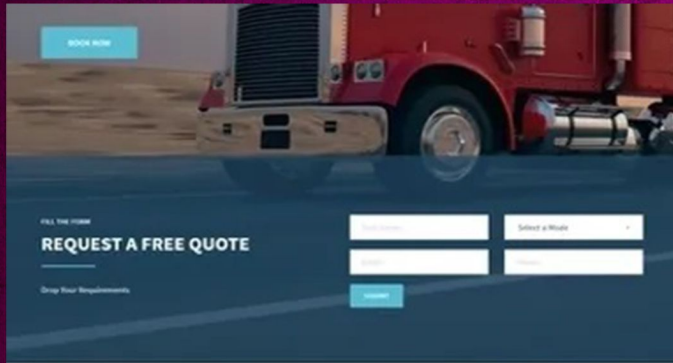 BOOK NOW
FILL THE FORM
REQUEST A FREE QUOTE
Drop Your Requirements
Select a Mode
SUBMIT